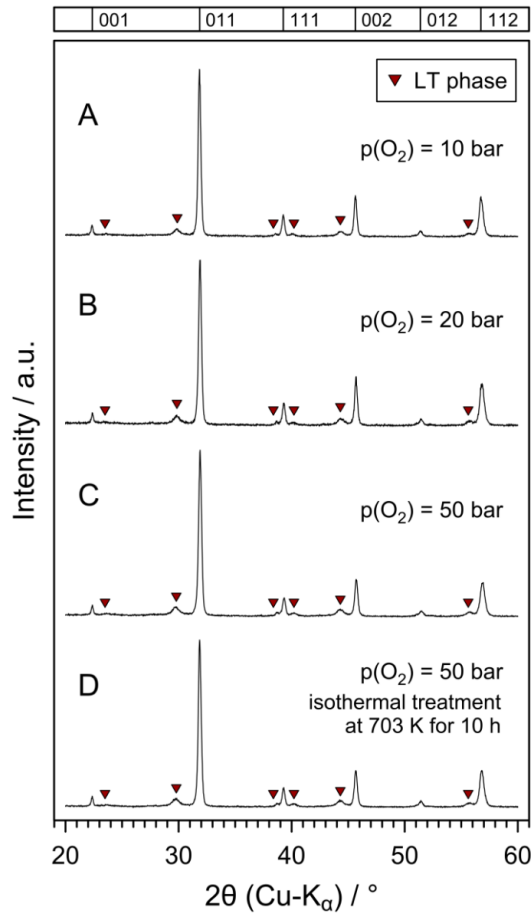 001 011 111 002 012 112
LT phase
A
p(O₂) = 10 bar
B
p(O₂) = 20 bar
C
p(O₂) = 50 bar
D
p(O₂) = 50 bar
isothermal treatment
at 703 K for 10 h
Intensity / a.u.
20 30 40 50 60
2θ (Cu-Kα) / °